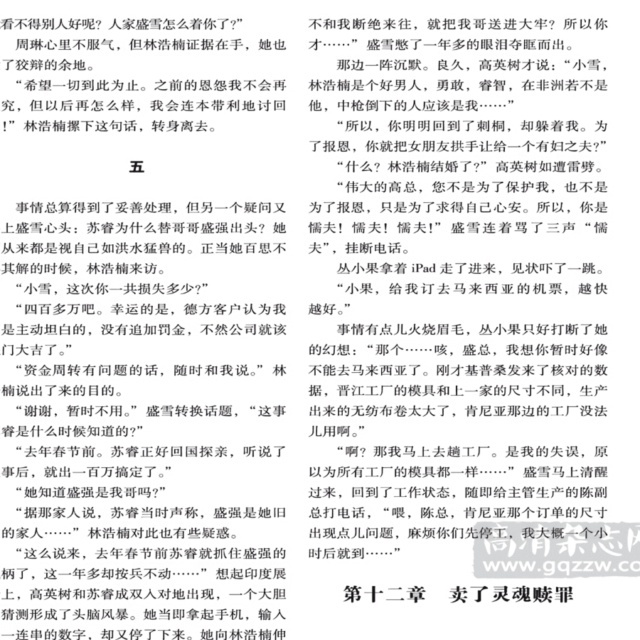 看不得别人好呢？人家盛雪怎么着你了？”
周琳心里不服气，但林浩楠证据在手，她也
了狡辩的余地。
“希望一切到此为止。之前的恩怨我不会再
究，但以后再怎么样，我会连本带利地讨回
！”林浩楠撂下这句话，转身离去。
五
事情总算得到了妥善处理，但另一个疑问又
上盛雪心头：苏睿为什么替哥哥盛强出头？她
从来都是视自己如洪水猛兽的。正当她百思不
其解的时候，林浩楠来访。
“小雪，这次你一共损失多少？”
“四百多万吧。幸运的是，德方客户认为我
是主动坦白的，没有追加罚金，不然公司就该
门大吉了。”
“资金周转有问题的话，随时和我说。”林
楠说出了来的目的。
“谢谢，暂时不用。”盛雪转换话题，“这事
睿是什么时候知道的？”
“去年春节前。苏睿正好回国探亲，听说了
事后，就出一百万搞定了。”
“她知道盛强是我哥吗？”
“据那家人说，苏睿当时声称，盛强是她旧
的家人……”林浩楠对此也有些疑惑。
“这么说来，去年春节前苏睿就抓住盛强的
柄了，这一年多却按兵不动……”想起印度展
上，高英树和苏睿成双入对地出现，一个大胆
猜测形成了头脑风暴。她当即拿起手机，输入
一连串的数字，却又停了下来。她向林浩楠伸
不和我断绝来往，就把我哥送进大牢？所以你
才……”盛雪憋了一年多的眼泪夺眶而出。
那边一阵沉默。良久，高英树才说：“小雪，
林浩楠是个好男人，勇敢，睿智，在非洲若不是
他，中枪倒下的人应该是我……”
“所以，你明明回到了刺桐，却躲着我。为
了报恩，你就把女朋友拱手让给一个有妇之夫？”
“什么？林浩楠结婚了？”高英树如遭雷劈。
“伟大的高总，您不是为了保护我，也不是
为了报恩，只是为了求得自己心安。所以，你是
懦夫！懦夫！懦夫！”盛雪连着骂了三声“懦
夫”，挂断电话。
丛小果拿着 iPad 走了进来，见状吓了一跳。
“小果，给我订去马来西亚的机票，越快
越好。”
事情有点儿火烧眉毛，丛小果只好打断了她
的幻想：“那个……咳，盛总，我想你暂时好像
不能去马来西亚了。刚才基普桑发来了核对的数
据，晋江工厂的模具和上一家的尺寸不同，生产
出来的无纺布卷太大了，肯尼亚那边的工厂没法
儿用啊。”
“啊？那我马上去趟工厂。是我的失误，原
以为所有工厂的模具都一样……”盛雪马上清醒
过来，回到了工作状态，随即给主管生产的陈副
总打电话，“喂，陈总，肯尼亚那个订单的尺寸
出现点儿问题，麻烦你们先停工，我大概一个小
时后就到……”
第十二章 卖了灵魂赎罪
www.gqzzw.com